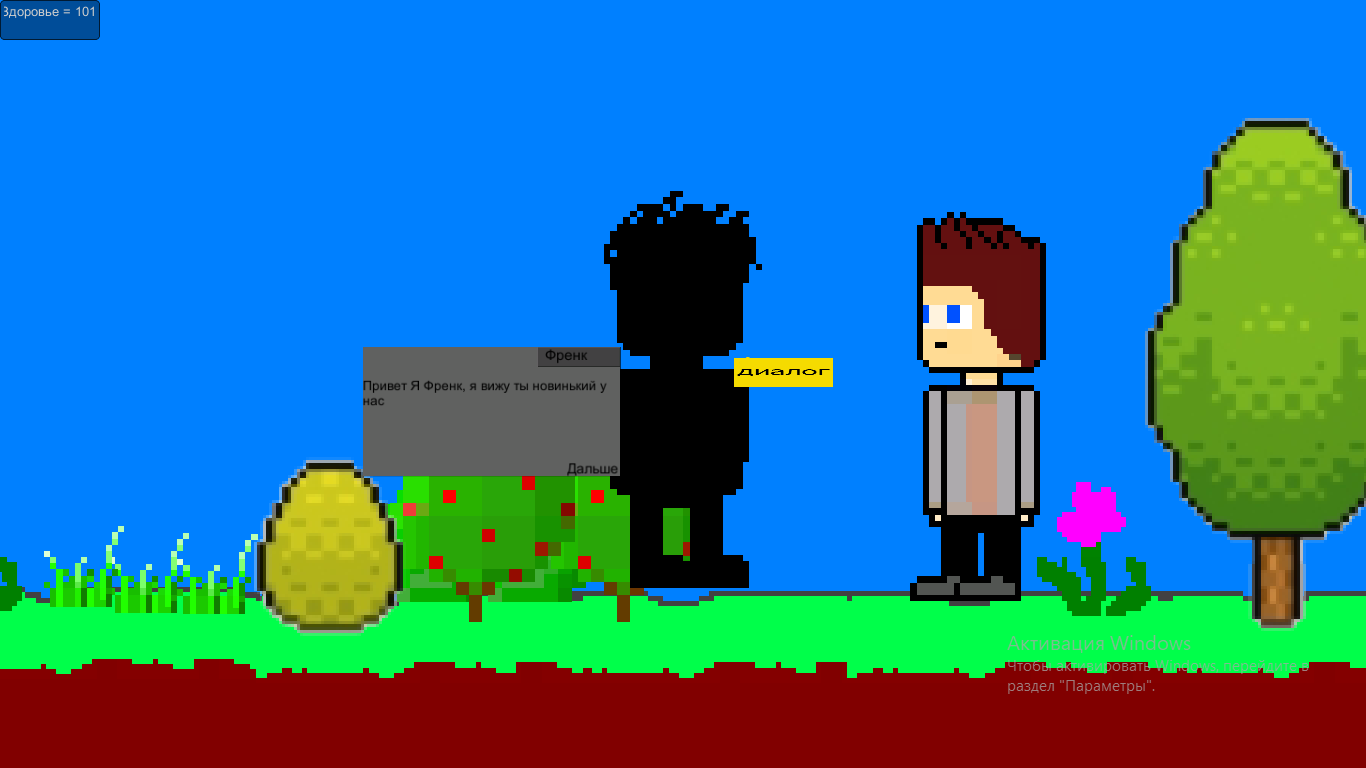 Здоровье = 101
Френк
Привет Я Френк, я вижу ты новинький у
нас
Дальше
диалог
Активация Windows
Чтобы активировать Windows, перейдите в
раздел "Параметры".